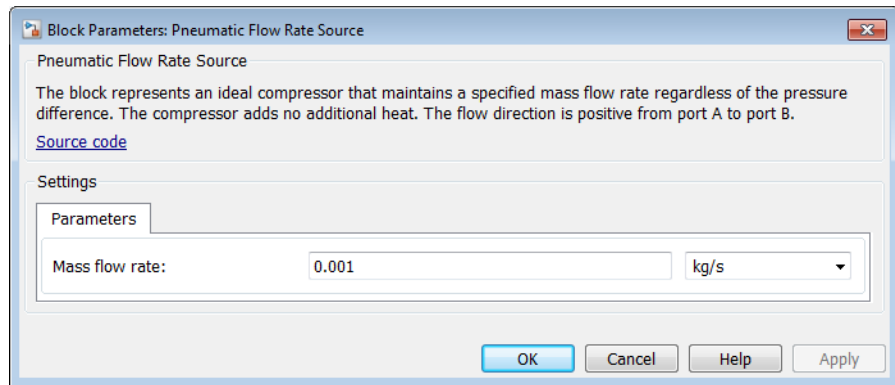 Block Parameters: Pneumatic Flow Rate Source
Pneumatic Flow Rate Source
The block represents an ideal compressor that maintains a specified mass flow rate regardless of the pressure
difference. The compressor adds no additional heat. The flow direction is positive from port A to port B.
Source code
Settings
Parameters
Mass flow rate: 0.001 kg/s
OK Cancel Help Apply